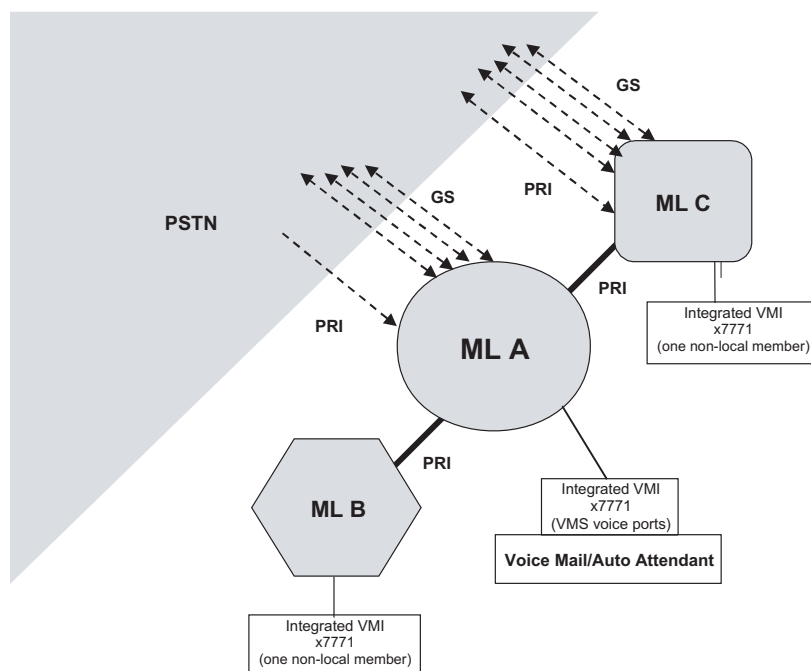 GS
PRI
ML C
PSTN
GS
PRI
PRI
ML A
Integrated VMI
x7771
(one non-local member)
PRI
ML B
Integrated VMI
x7771
(VMS voice ports)
Voice Mail/Auto Attendant
Integrated VMI
x7771
(one non-local member)